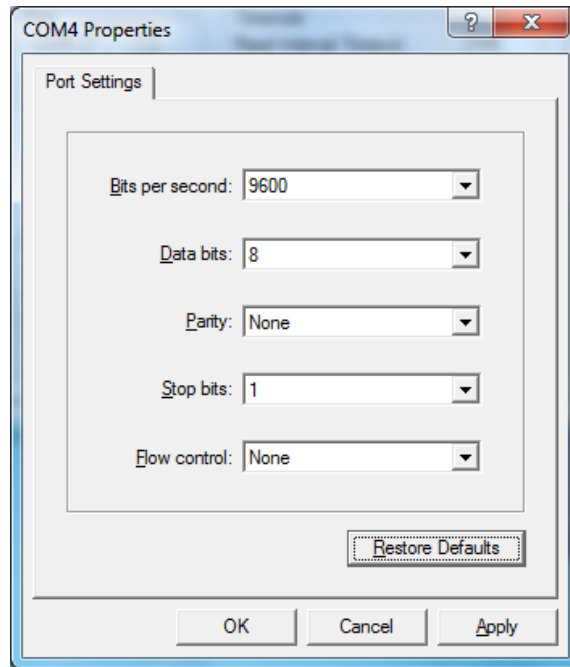 COM4 Properties
Port Settings
Bits per second: 9600
Data bits: 8
Parity: None
Stop bits: 1
Flow control: None
Restore Defaults
OK Cancel Apply